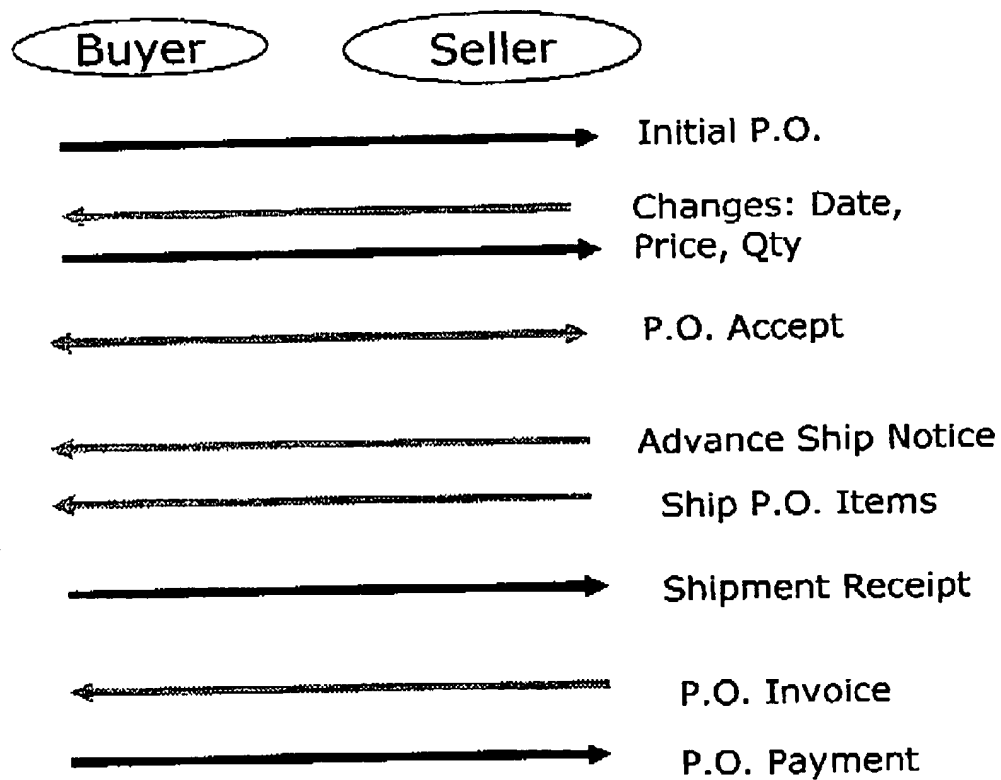 Buyer
Seller
Initial P.O.
Changes: Date,
Price, Qty
P.O. Accept
Advance Ship Notice
Ship P.O. Items
Shipment Receipt
P.O. Invoice
P.O. Payment